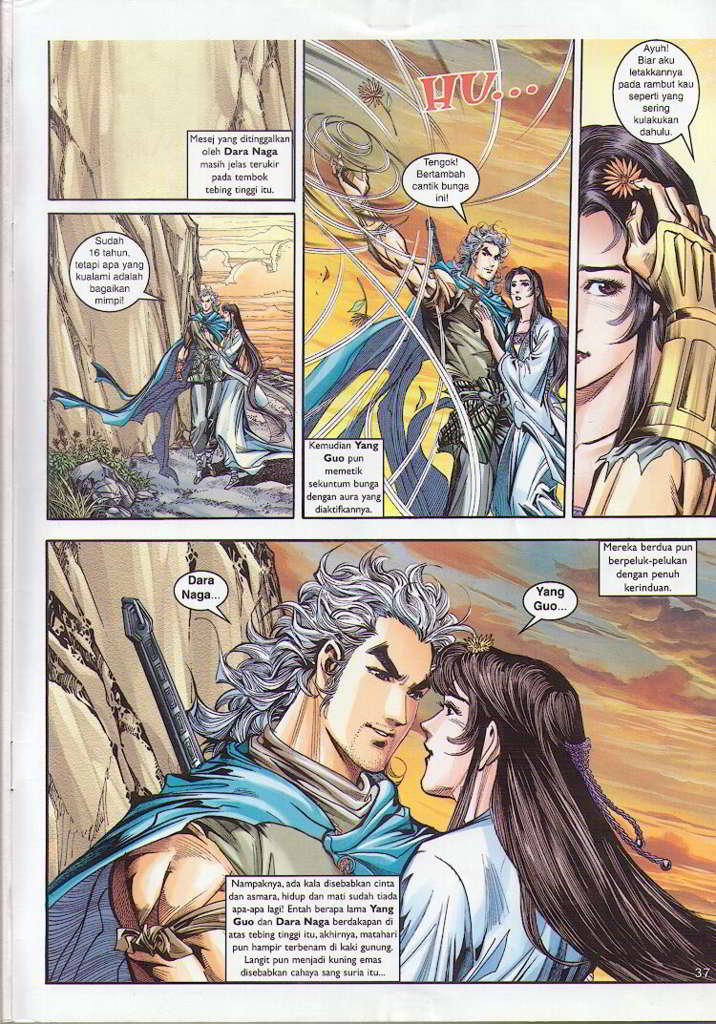 Mesej yang ditinggalkan
oleh Dara Naga
masih jelas terukir
pada tembok
tebing tinggi itu.
Sudah
16 tahun,
tetapi apa yang
kualami adalah
bagaikan
mimpi!
HU...
Tengok!
Bertambah
cantik bunga
ini!
Kemudian Yang
Guo pun
memetik
sekuntum bunga
dengan aura yang
diaktifkannya.
Ayuh!
Biar aku
letakkannya
pada rambut kau
seperti yang
sering
kulakukan
dahulu.
Mereka berdua pun
berpeluk-pelukan
dengan penuh
kerinduan.
Dara
Naga...
Yang
Guo...
Nampaknya, ada kala disebabkan cinta
dan asmara, hidup dan mati sudah tiada
apa-apa lagi! Entah berapa lama Yang
Guo dan Dara Naga berdakapan di
atas tebing tinggi itu, akhirnya, matahari
pun hampir terbenam di kaki gunung.
Langit pun menjadi kuning emas
disebabkan cahaya sang suria itu...
37